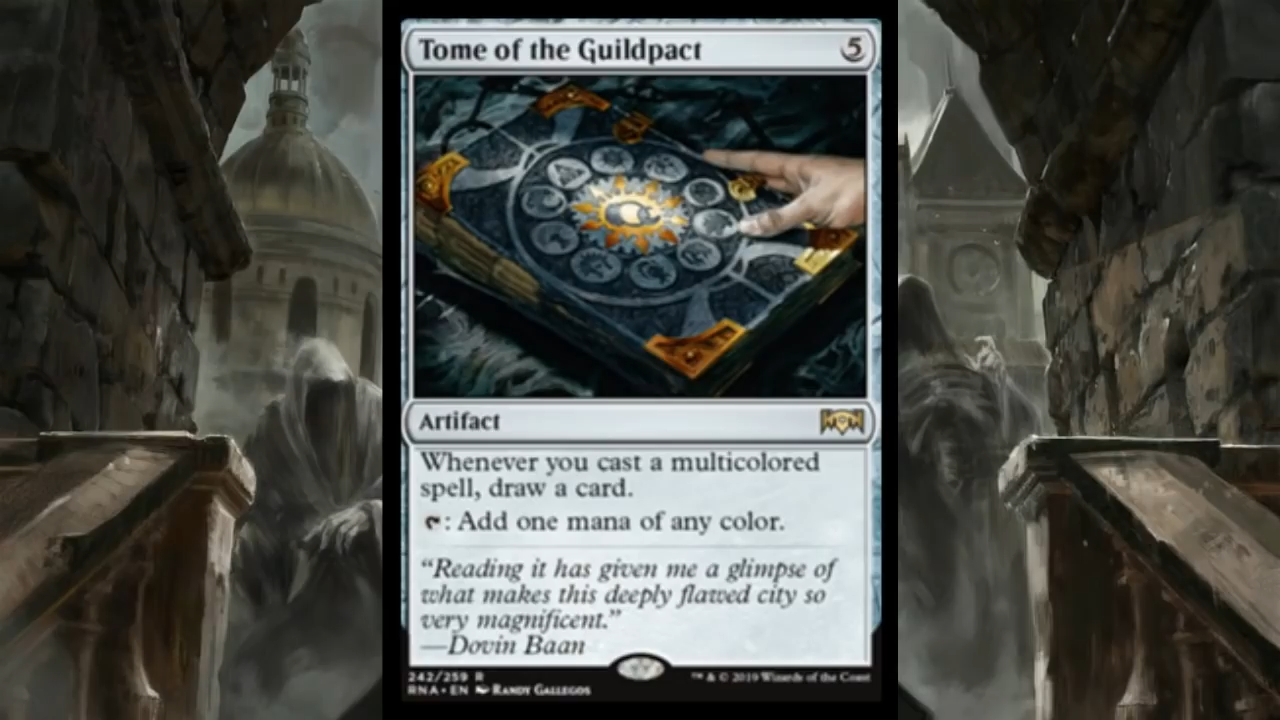 Tome of the Guildpact 5
Artifact
Whenever you cast a multicolored
spell, draw a card.
: Add one mana of any color.
“Reading it has given me a glimpse of
what makes this deeply flawed city so
very magnificent.”
—Dovin Baan
242/259 R
RNA • EN Randy Gallegos
™ & © 2019 Wizards of the Coast